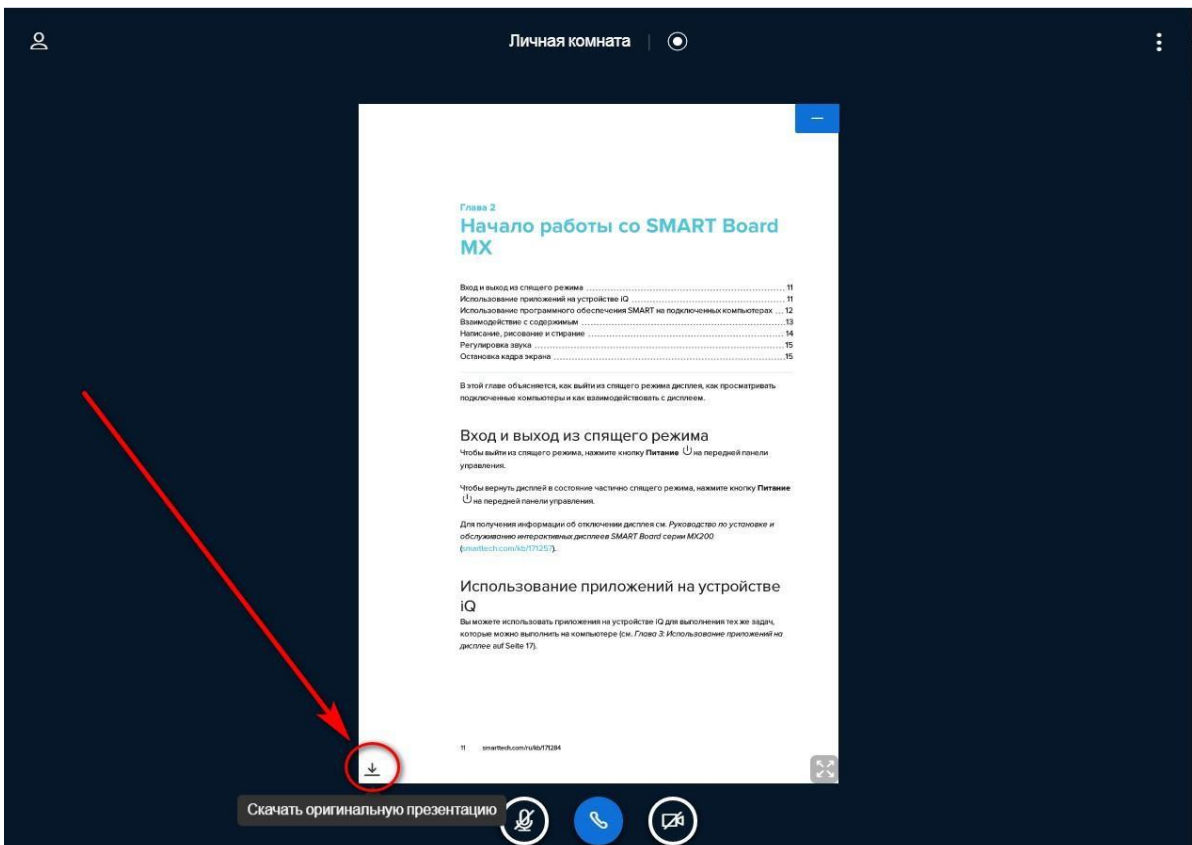 Личная комната
Глава 2
Начало работы со SMART Board
MX
Вход и выход из спящего режима 11
Использование приложений на устройстве iQ 11
Использование программного обеспечения SMART на подключенных компьютерах 12
Взаимодействие с содержимым 13
Написание, рисование и стирание 14
Регулировка звука 15
Остановка кадра экрана 15
В этой главе объясняется, как выйти из спящего режима дисплея, как просматривать
подключенные компьютеры и как взаимодействовать с дисплеем.
Вход и выход из спящего режима
Чтобы выйти из спящего режима, нажмите кнопку Питание на передней панели
управления.
Чтобы вернуть дисплей в состояние частично спящего режима, нажмите кнопку Питание
на передней панели управления.
Для получения информации об отключении дисплея см. Руководство по установке и
обслуживанию интерактивных дисплеев SMART Board серии MX200
(smarttech.com/kb/171257).
Использование приложений на устройстве
iQ
Вы можете использовать приложения на устройстве iQ для выполнения тех же задач,
которые можно выполнить на компьютере (см. Глава 3: Использование приложений на
дисплее auf Seite 17).
11 smarttech.com/ru/kb/171284
Скачать оригинальную презентацию